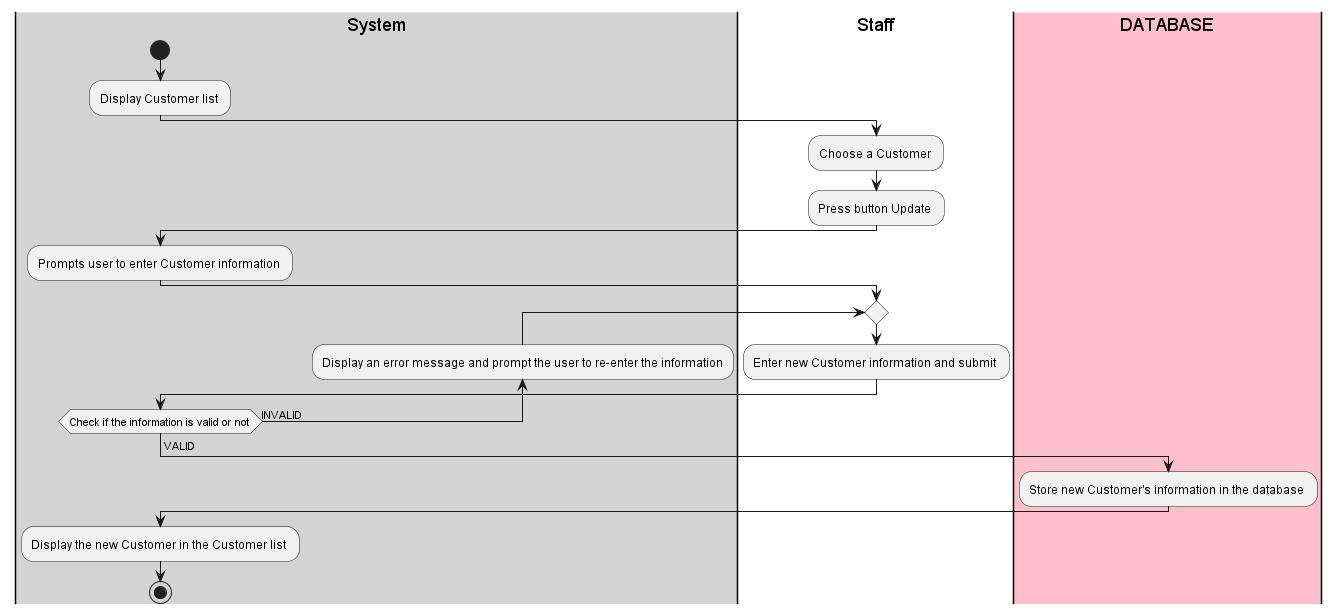 System
Staff
DATABASE
Display Customer list
Choose a Customer
Press button Update
Prompts user to enter Customer information
Display an error message and prompt the user to re-enter the information
Enter new Customer information and submit
Check if the information is valid or not
INVALID
VALID
Store new Customer's information in the database
Display the new Customer in the Customer list